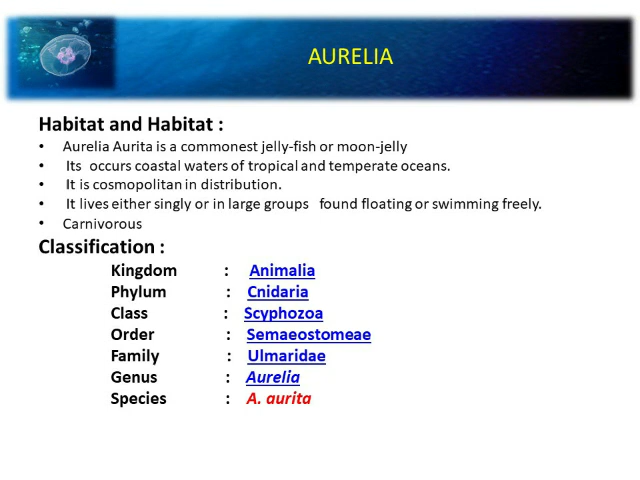 AURELIA
Habitat and Habitat :
• Aurelia Aurita is a commonest jelly-fish or moon-jelly
• Its occurs coastal waters of tropical and temperate oceans.
• It is cosmopolitan in distribution.
• It lives either singly or in large groups found floating or swimming freely.
• Carnivorous
Classification :
Kingdom : Animalia
Phylum : Cnidaria
Class : Scyphozoa
Order : Semaeostomeae
Family : Ulmaridae
Genus : Aurelia
Species : A. aurita